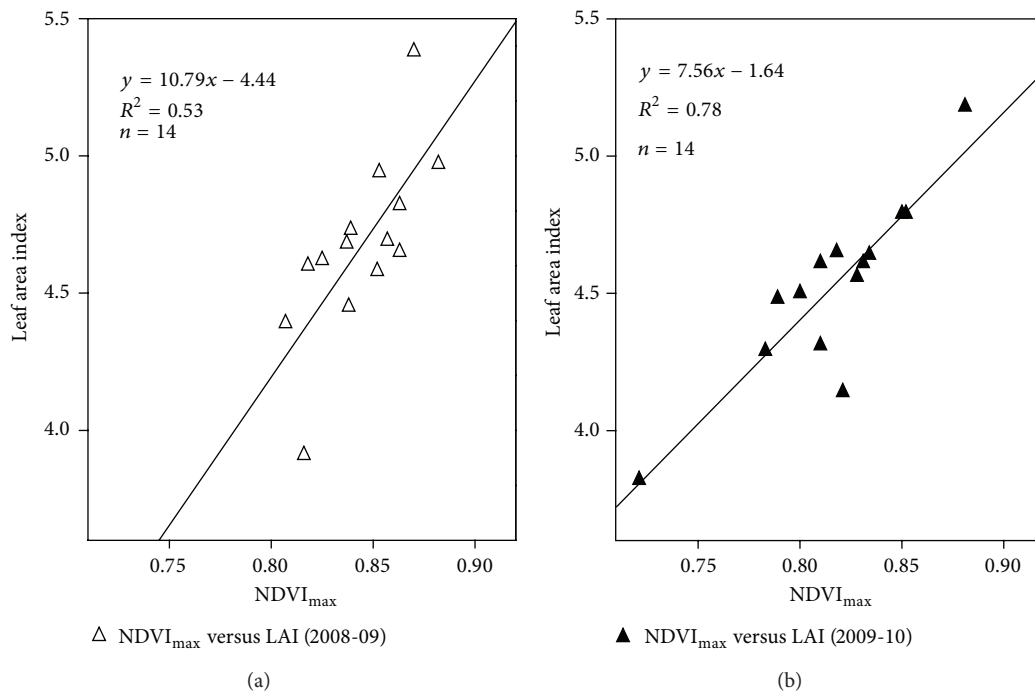 5.5
5.0
4.5
4.0
Leaf area index
y = 10.79x − 4.44
R² = 0.53
n = 14
0.75 0.80 0.85 0.90
NDVImax
△ NDVImax versus LAI (2008-09)
(a)
5.5
5.0
4.5
4.0
Leaf area index
y = 7.56x − 1.64
R² = 0.78
n = 14
0.75 0.80 0.85 0.90
NDVImax
▲ NDVImax versus LAI (2009-10)
(b)